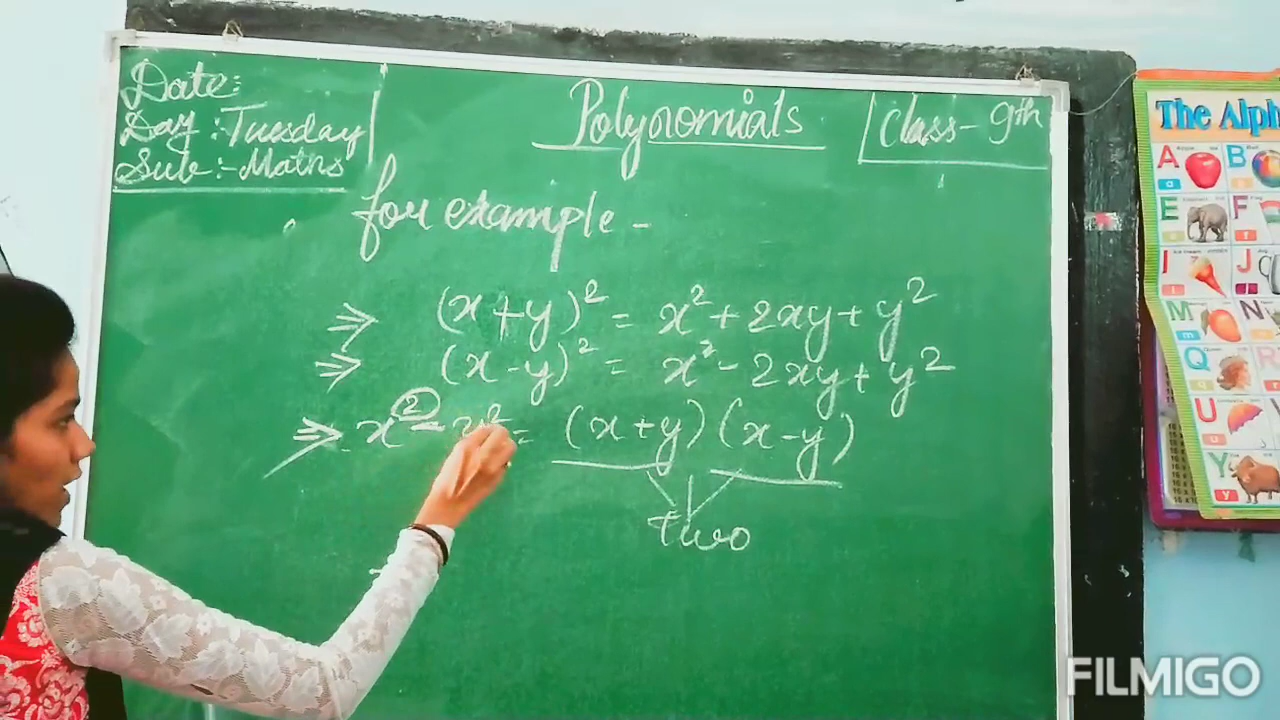 Date:
Day: Tuesday
Sub:- Maths
Polynomials
Class- 9th
for example -
⇒ (x+y)² = x²+2xy+y²
⇒ (x-y)² = x²-2xy+y²
⇒ x²-y² = (x+y)(x-y)
two
The Alph
A B
E F
I J
M N
Q R
U
Y
FILMIGO